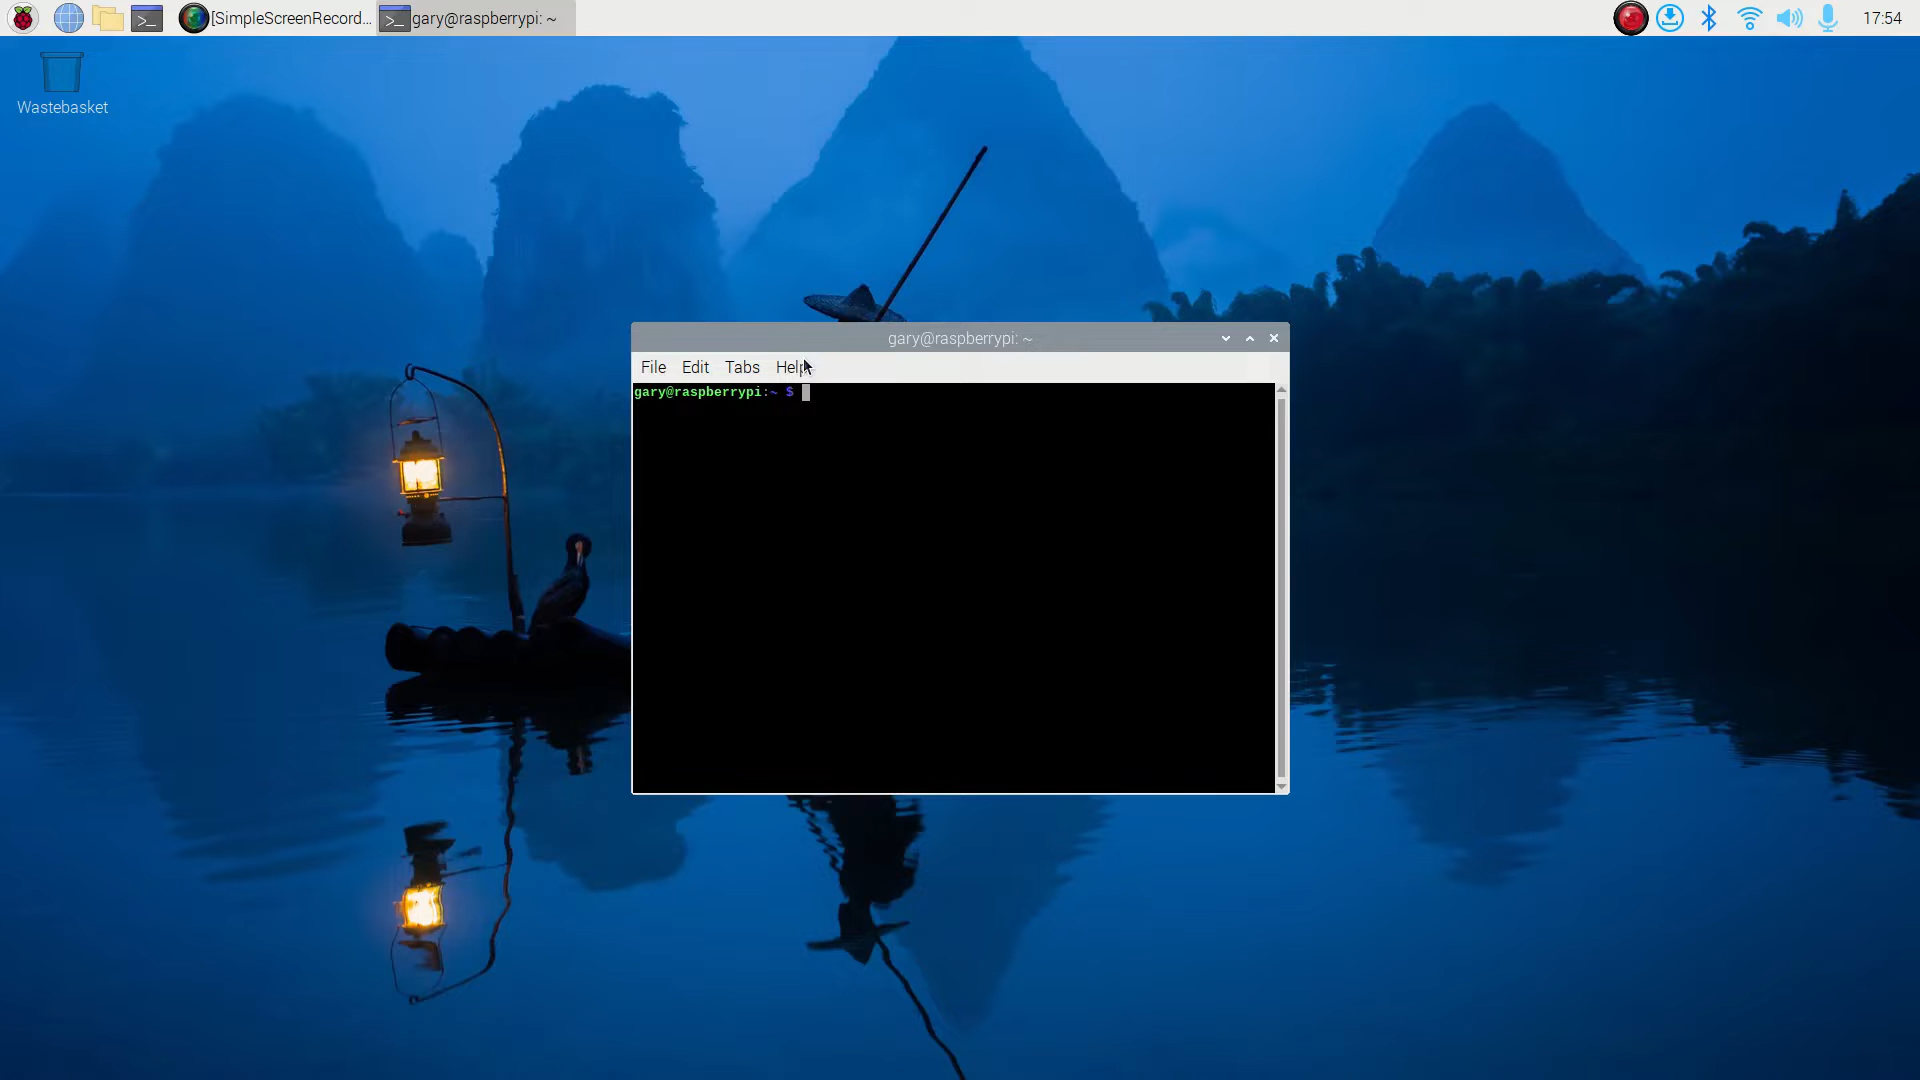 [SimpleScreenRecord... gary@raspberrypi: ~ 17:54
Wastebasket
gary@raspberrypi: ~
File Edit Tabs Help
gary@raspberrypi:~ $